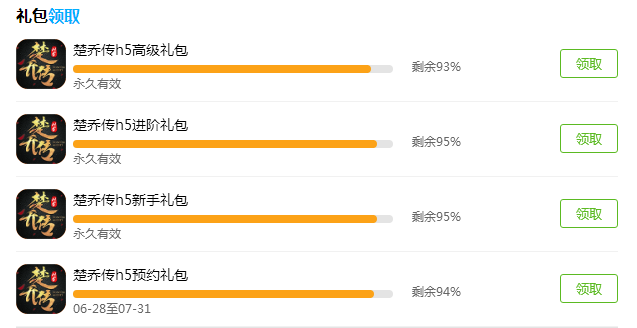 礼包领取
楚乔传h5高级礼包
剩余93%
领取
永久有效
楚乔传h5进阶礼包
剩余95%
领取
永久有效
楚乔传h5新手礼包
剩余95%
领取
永久有效
楚乔传h5预约礼包
剩余94%
领取
06-28至07-31